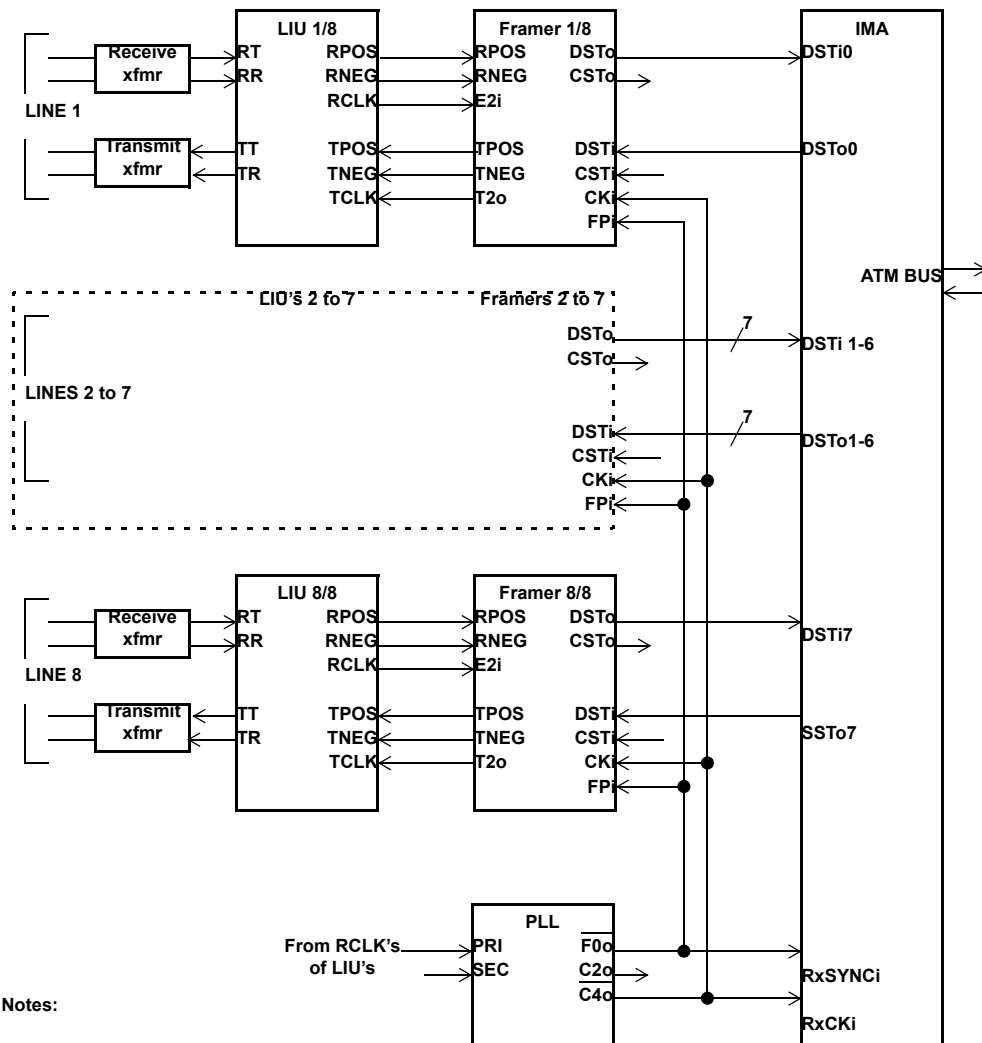 LIU 1/8
Framer 1/8
IMA
Receive
xfmr
RT
RR
RPOS
RNEG
RCLK
RPOS
RNEG
E2i
DSTo
CSTo
DSTi0
LINE 1
Transmit
xfmr
TT
TR
TPOS
TNEG
TCLK
TPOS
TNEG
T2o
DSTi
CSTi
CKi
FPi
DSTo0
ATM BUS
LIU's 2 to 7
Framers 2 to 7
DSTo
CSTo
7
DSTi 1-6
LINES 2 to 7
DSTi
CSTi
CKi
FPi
7
DSTo1-6
LIU 8/8
Framer 8/8
Receive
xfmr
RT
RR
RPOS
RNEG
RCLK
RPOS
RNEG
E2i
DSTo
CSTo
DSTi7
LINE 8
Transmit
xfmr
TT
TR
TPOS
TNEG
TCLK
TPOS
TNEG
T2o
DSTi
CSTi
CKi
FPi
SSTo7
PLL
From RCLK's
of LIU's
PRI
SEC
F0o
C2o
C4o
RxSYNCi
RxCKi
Notes: